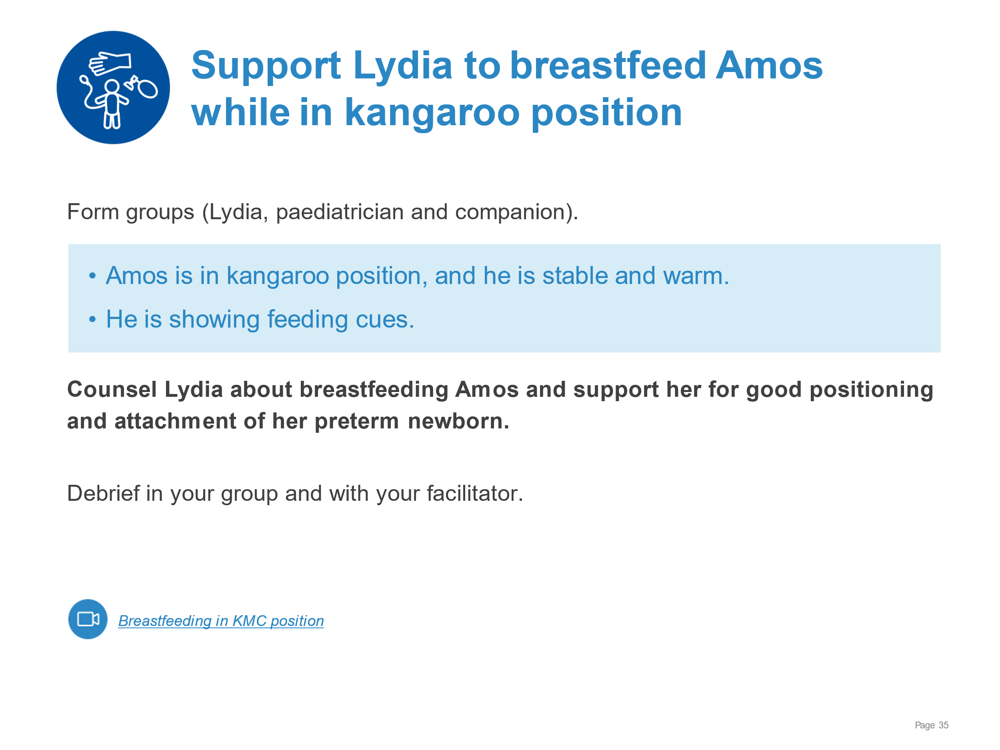 Support Lydia to breastfeed Amos
while in kangaroo position
Form groups (Lydia, paediatrician and companion).
• Amos is in kangaroo position, and he is stable and warm.
• He is showing feeding cues.
Counsel Lydia about breastfeeding Amos and support her for good positioning
and attachment of her preterm newborn.
Debrief in your group and with your facilitator.
Breastfeeding in KMC position
Page 35